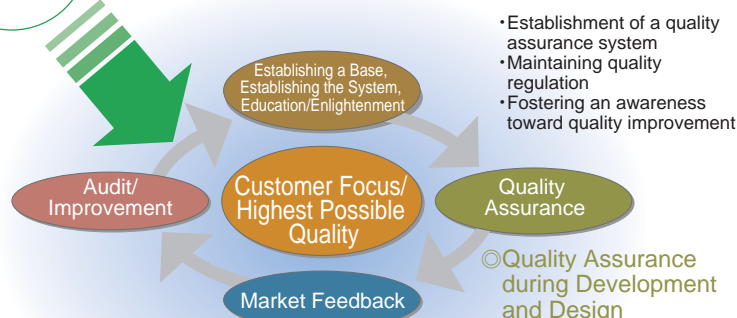 ・Establishment of a quality
assurance system
・Maintaining quality
regulation
・Fostering an awareness
toward quality improvement
Establishing a Base,
Establishing the System,
Education/Enlightenment
Audit/
Improvement
Customer Focus/
Highest Possible
Quality
Quality
Assurance
Market Feedback
◎Quality Assurance
during Development
and Design